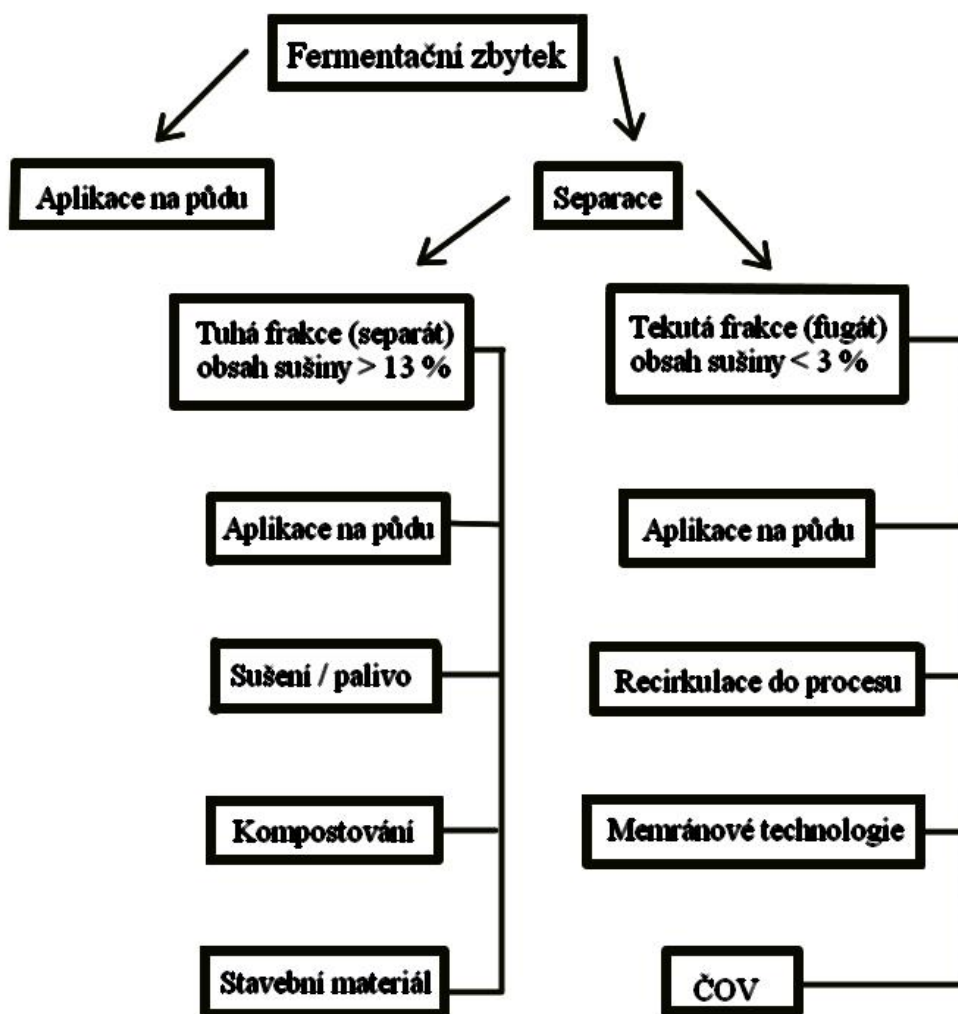 Fermentační zbytek
Aplikace na půdu
Separace
Tuhá frakce (separát)
obsah sušiny > 13 %
Tekutá frakce (fugát)
obsah sušiny < 3 %
Aplikace na půdu
Aplikace na půdu
Sušení / palivo
Recirkulace do procesu
Kompostování
Memránové technologie
Stavební materiál
ČOV